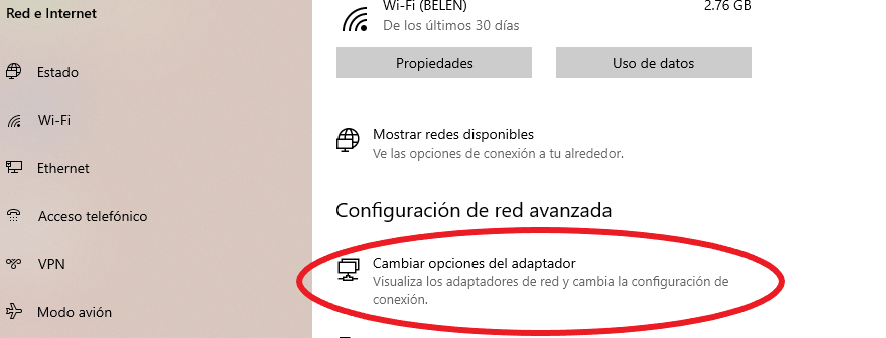 Red e Internet
Estado
Wi-Fi
Ethernet
Acceso telefónico
VPN
Modo avión
Wi-Fi (BELEN) 2.76 GB
De los últimos 30 días
Propiedades Uso de datos
Mostrar redes disponibles
Ve las opciones de conexión a tu alrededor.
Configuración de red avanzada
Cambiar opciones del adaptador
Visualiza los adaptadores de red y cambia la configuración de
conexión.